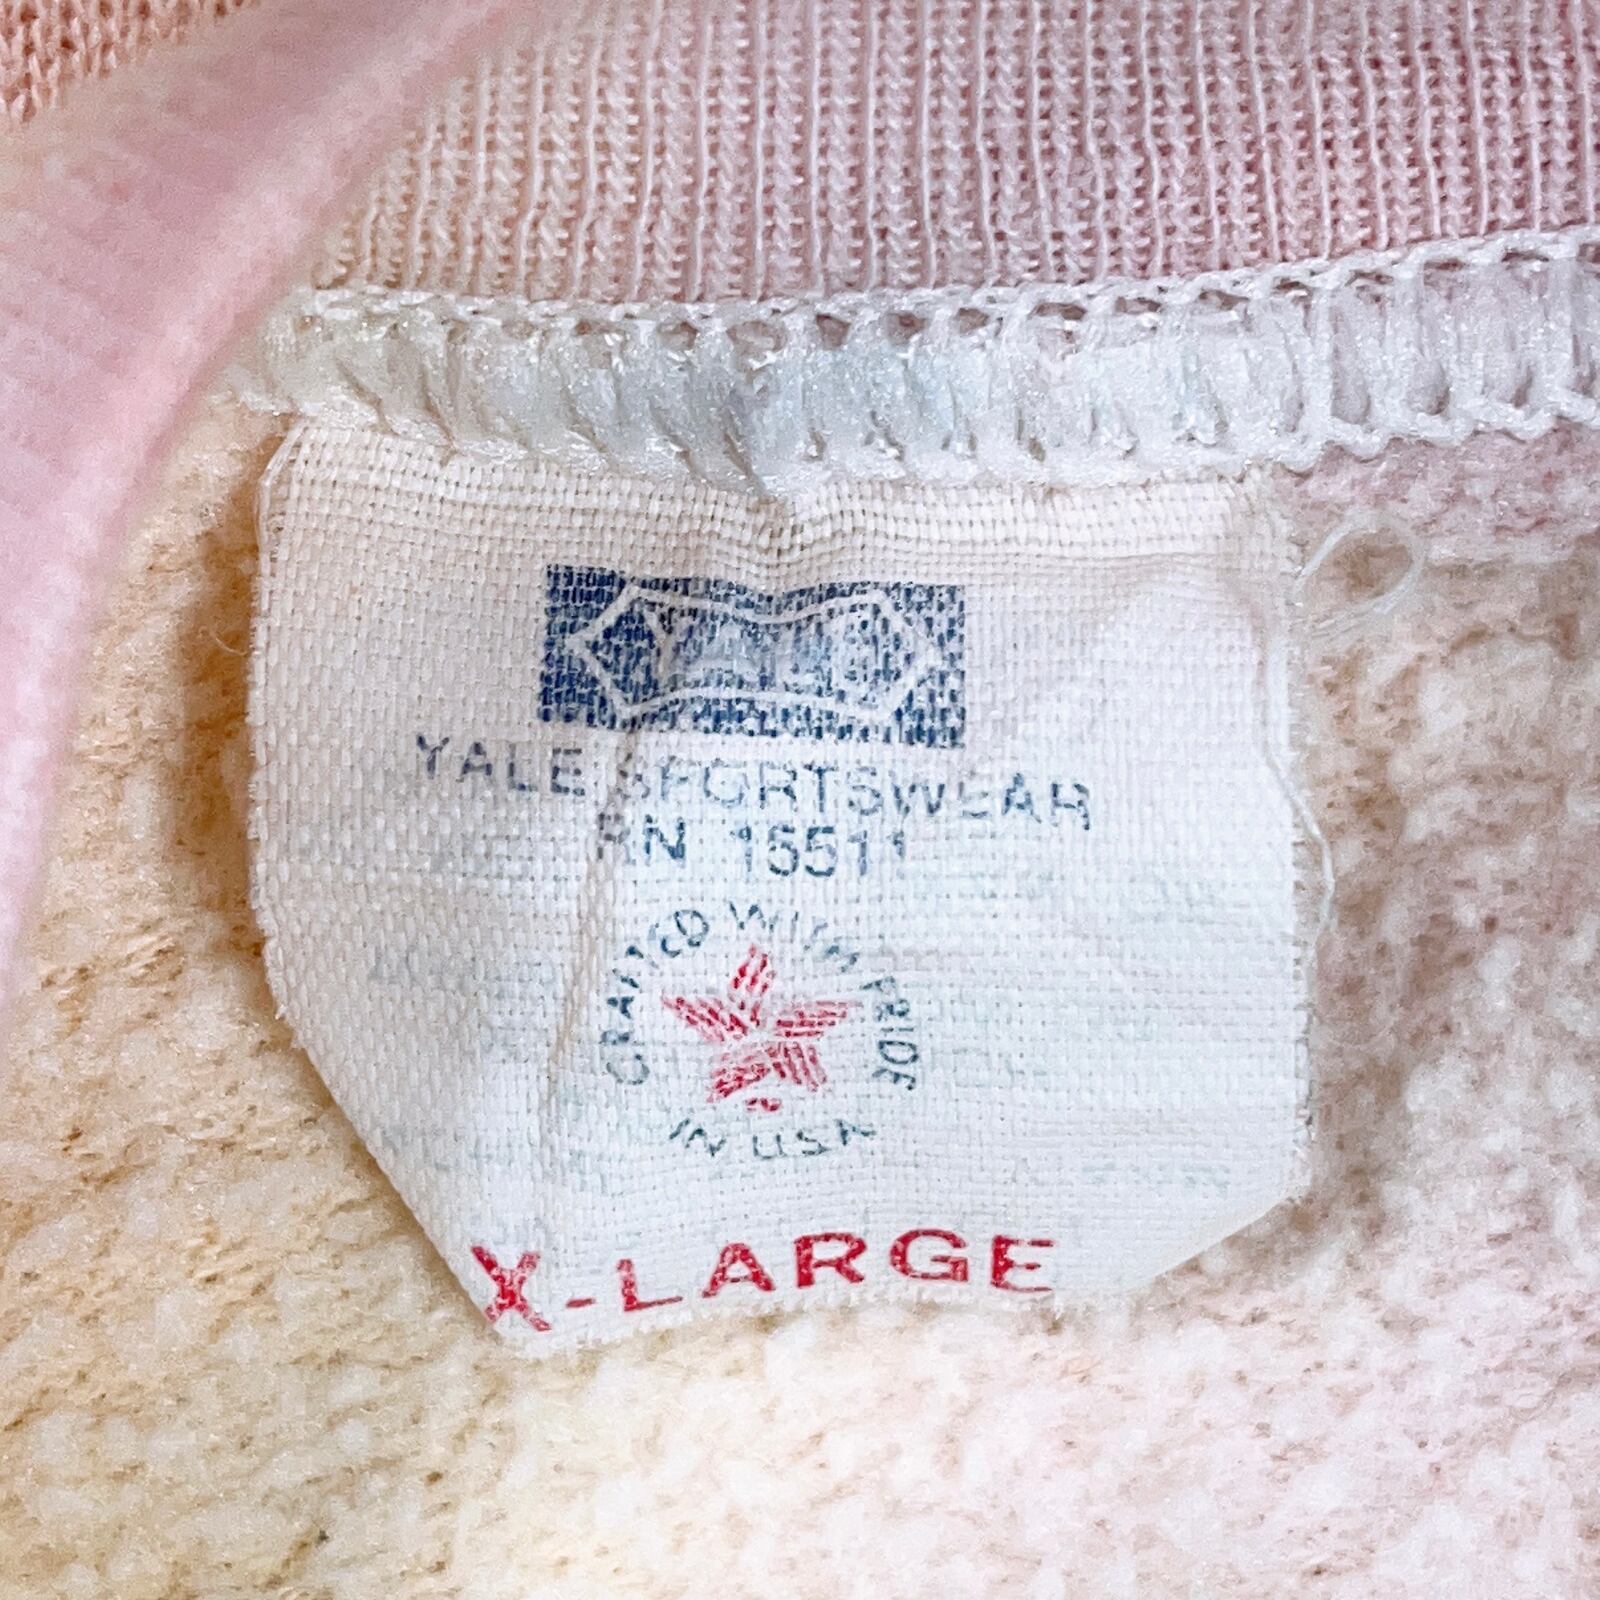 YALE SPORTSWEAR
RN 15511
CRAFTED WITH PRIDE
IN USA
X-LARGE